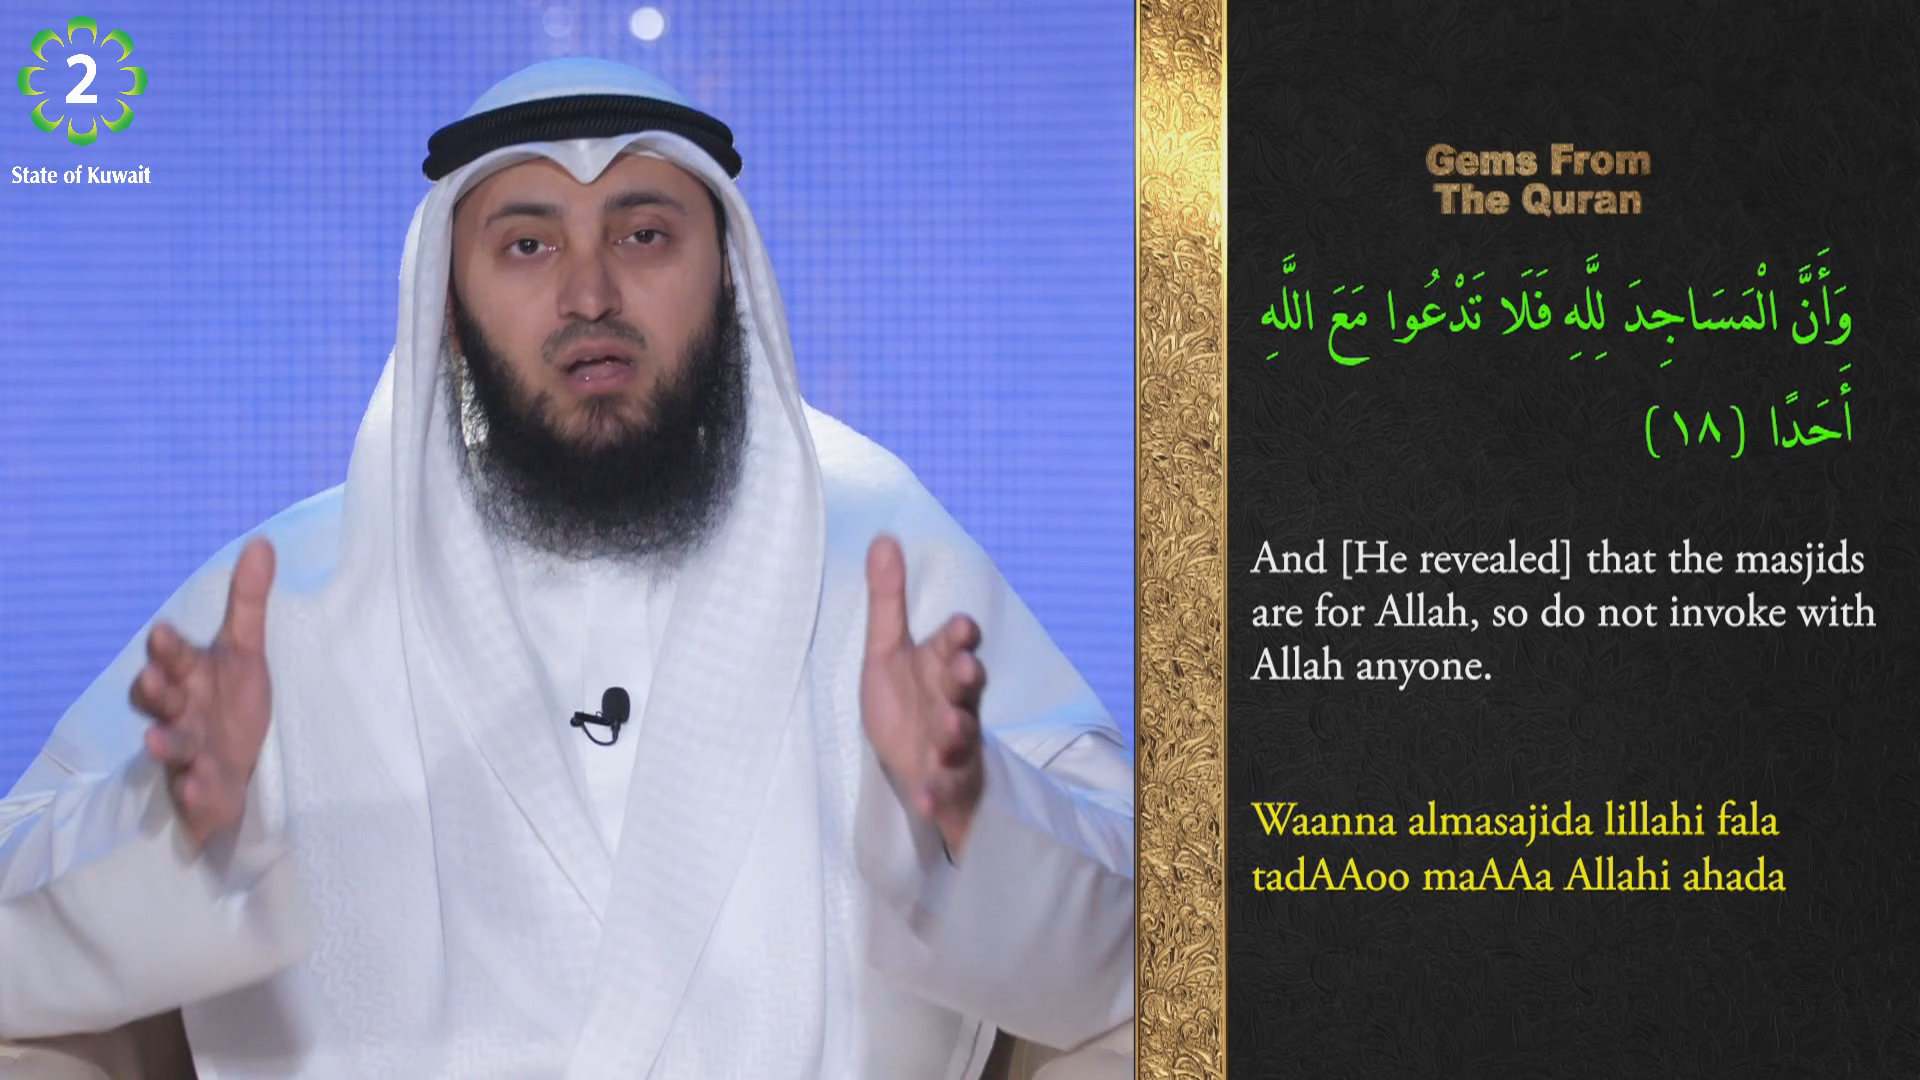 2
State of Kuwait
Gems From
The Quran
وَأَنَّ الْمَسَاجِدَ لِلَّهِ فَلَا تَدْعُوا مَعَ اللَّهِ
أَحَدًا (١٨)
And [He revealed] that the masjids
are for Allah, so do not invoke with
Allah anyone.
Waanna almasajida lillahi fala
tadAAoo maAAa Allahi ahada